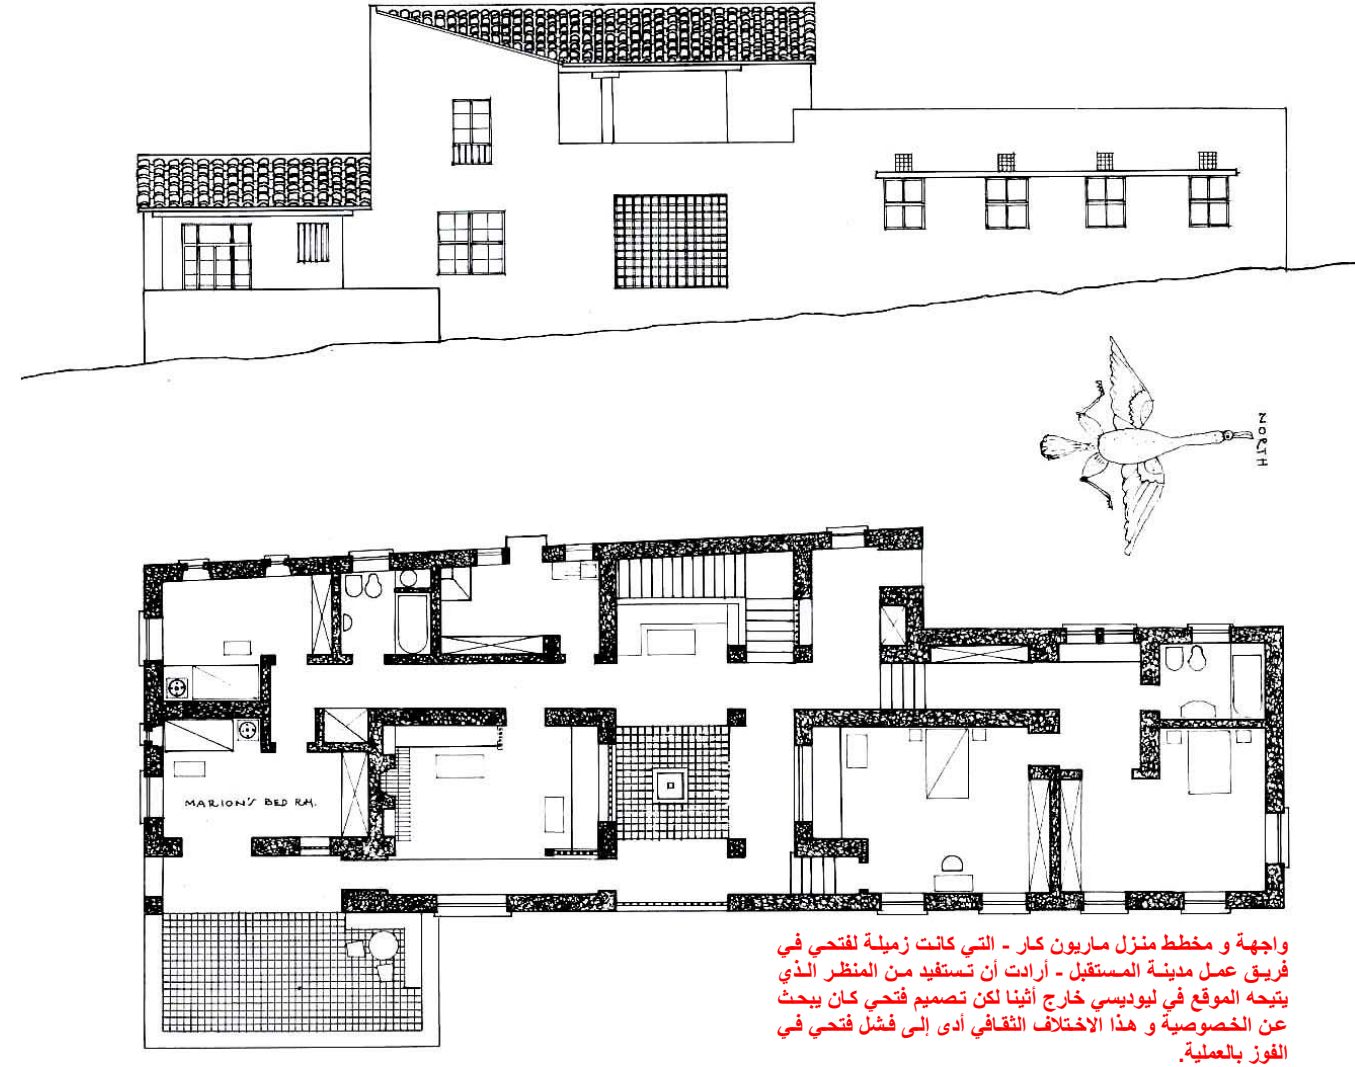 NORTH
MARION'S BED RM.
واجهة و مخطط منزل ماريون كار - التي كانت زميلة لفتحي في
فريق عمل مدينة المستقبل - أرادت أن تستفيد من المنظر الذي
يتيحه الموقع في ليوديسي خارج أثينا لكن تصميم فتحي كان يبحث
عن الخصوصية و هذا الاختلاف الثقافي أدى إلى فشل فتحي في
الفوز بالعملية.